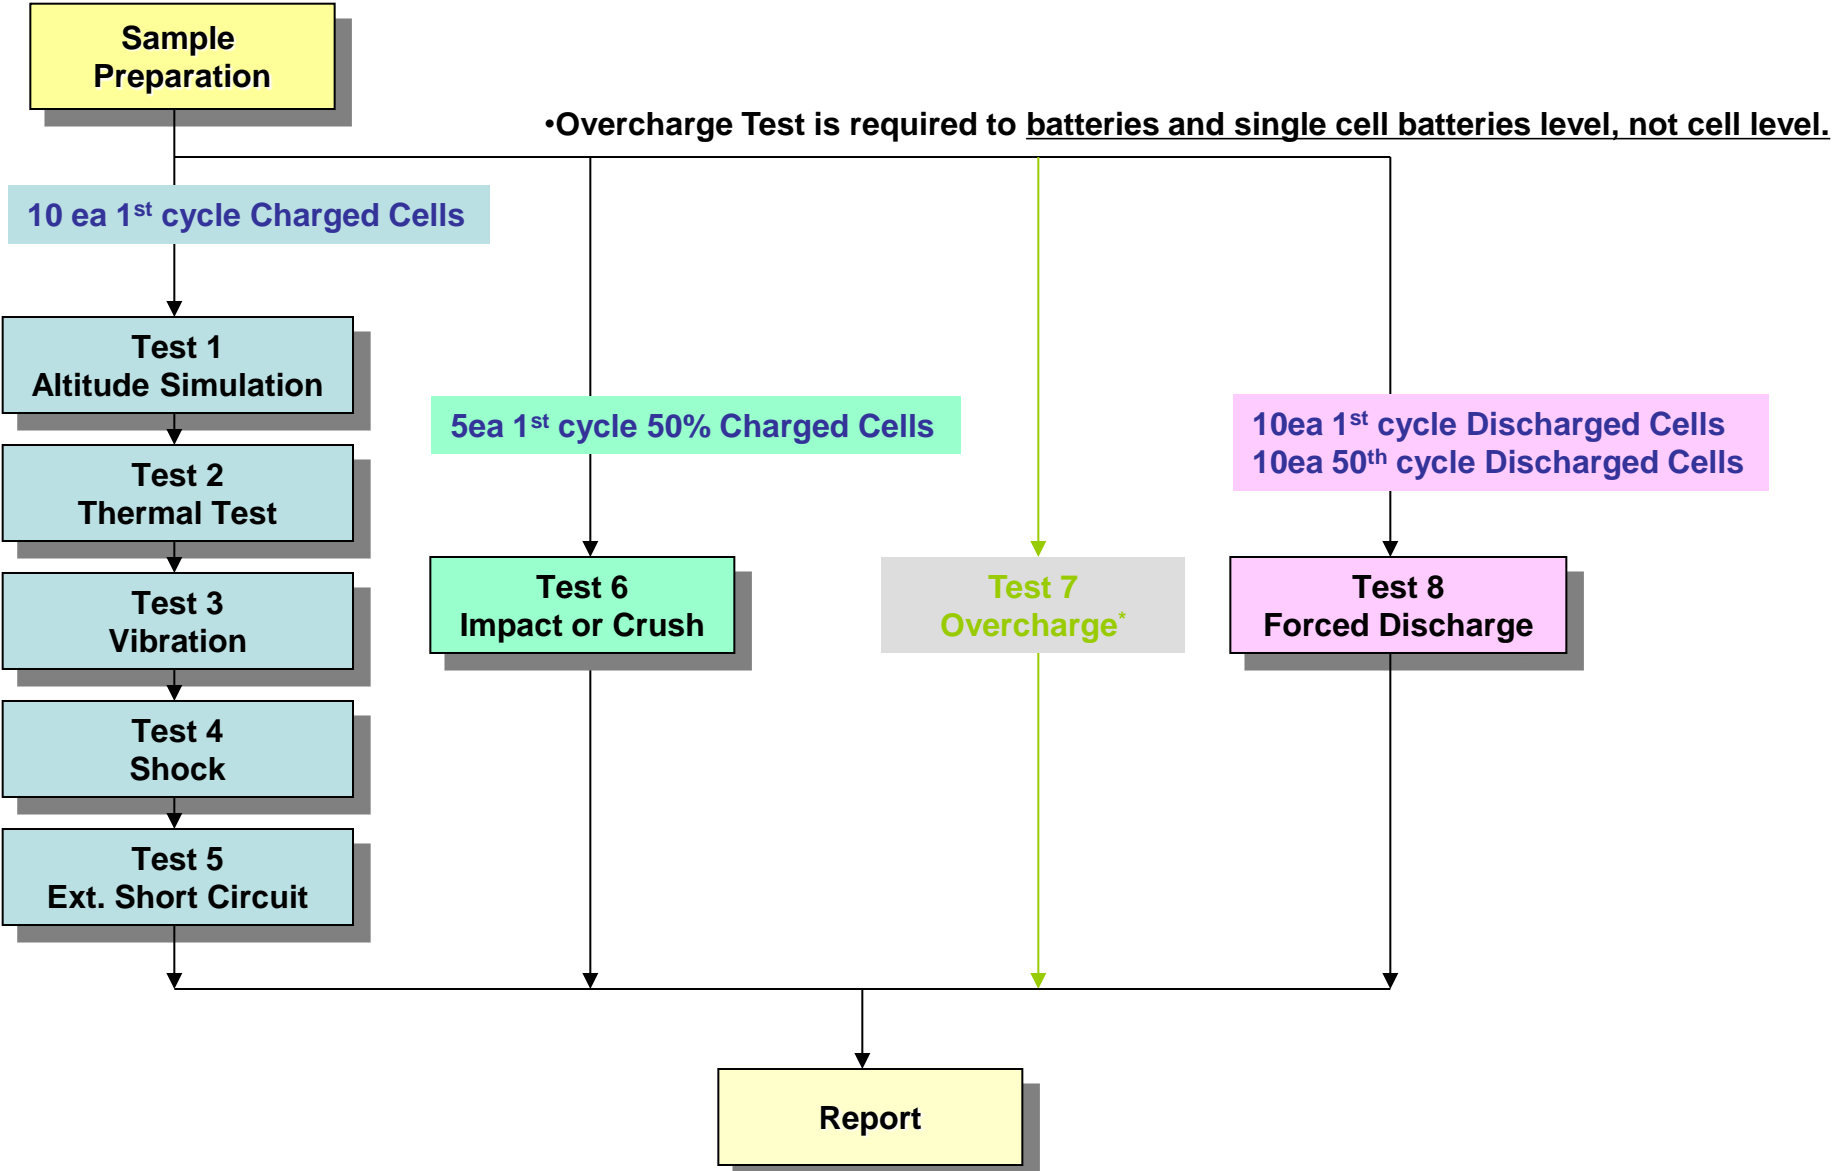 Sample
Preparation
•Overcharge Test is required to batteries and single cell batteries level, not cell level.
10 ea 1st cycle Charged Cells
Test 1
Altitude Simulation
Test 2
Thermal Test
Test 3
Vibration
Test 4
Shock
Test 5
Ext. Short Circuit
5ea 1st cycle 50% Charged Cells
Test 6
Impact or Crush
Test 7
Overcharge*
10ea 1st cycle Discharged Cells
10ea 50th cycle Discharged Cells
Test 8
Forced Discharge
Report